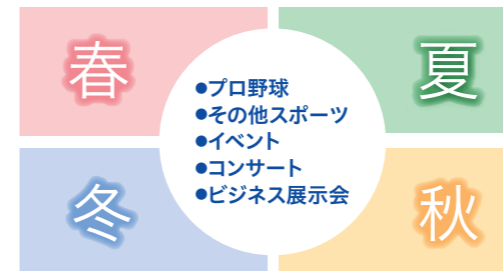 春
夏
●プロ野球
●その他スポーツ
●イベント
●コンサート
●ビジネス展示会
冬
秋